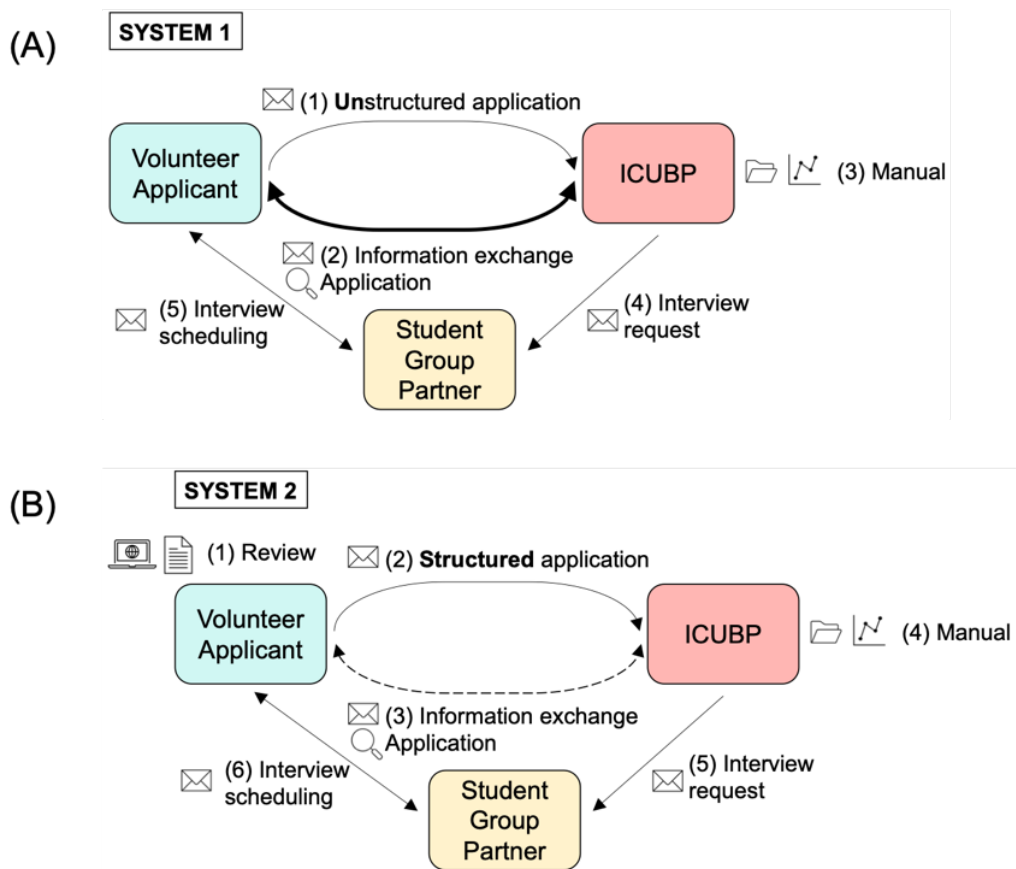 (A)
SYSTEM 1
(1) Unstructured application
Volunteer
Applicant
ICUBP
(3) Manual
(2) Information exchange
Application
(5) Interview
scheduling
(4) Interview
request
Student
Group
Partner
(B)
SYSTEM 2
(1) Review
(2) Structured application
Volunteer
Applicant
ICUBP
(4) Manual
(3) Information exchange
Application
(6) Interview
scheduling
(5) Interview
request
Student
Group
Partner